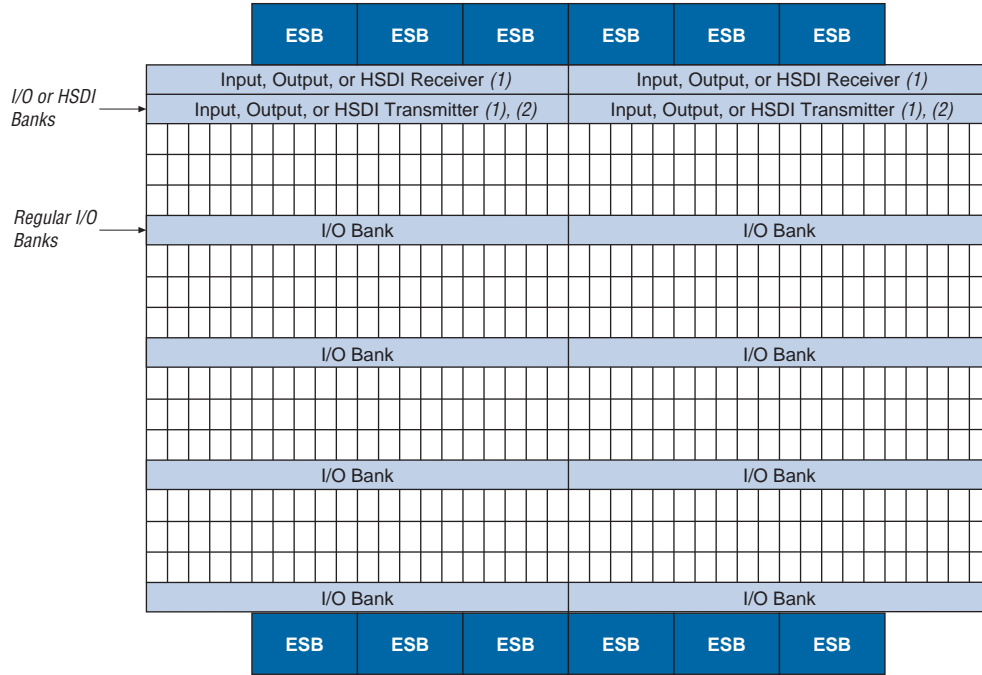 ESB ESB ESB ESB ESB ESB
Input, Output, or HSDI Receiver (1) Input, Output, or HSDI Receiver (1)
I/O or HSDI
Banks
Input, Output, or HSDI Transmitter (1), (2) Input, Output, or HSDI Transmitter (1), (2)
Regular I/O
Banks
I/O Bank I/O Bank
I/O Bank I/O Bank
I/O Bank I/O Bank
I/O Bank I/O Bank
ESB ESB ESB ESB ESB ESB